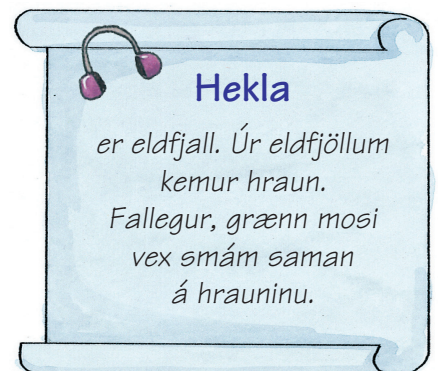 Hekla
er eldfjall. Úr eldfjöllum
kemur hraun.
Fallegur, grænn mosi
vex smám saman
á hrauninu.